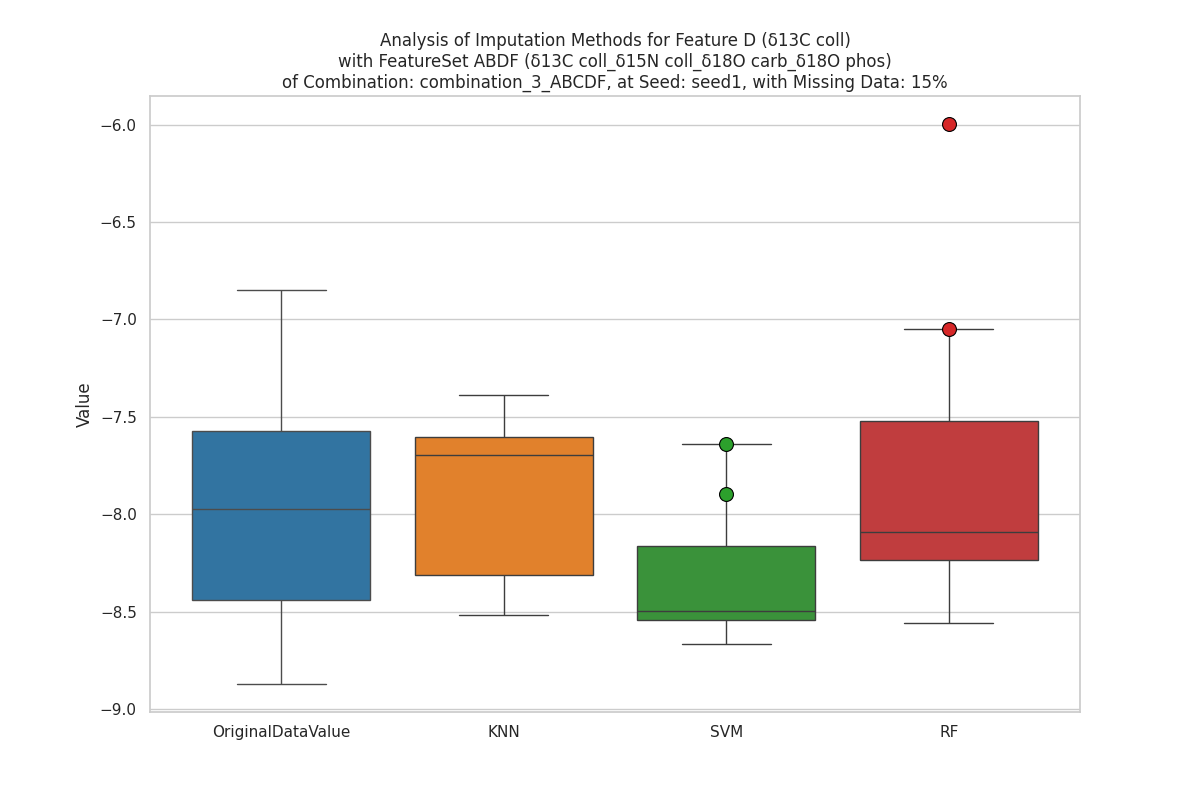 Analysis of Imputation Methods for Feature D (δ13C coll)
with FeatureSet ABDF (δ13C coll_δ15N coll_δ18O carb_δ18O phos)
of Combination: combination_3_ABCDF, at Seed: seed1, with Missing Data: 15%
−6.0
−6.5
−7.0
−7.5
−8.0
−8.5
−9.0
Value
OriginalDataValue
KNN
SVM
RF